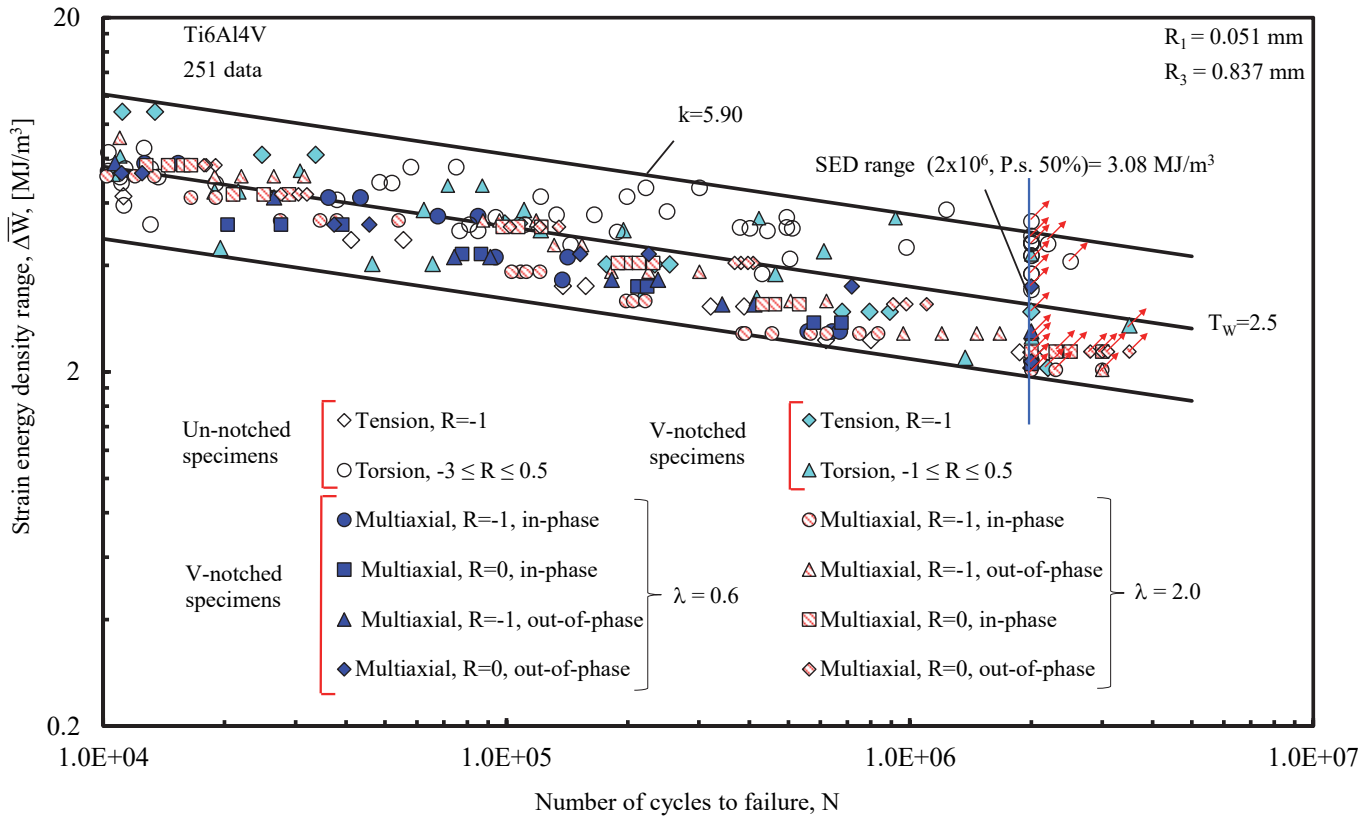 20
Ti6Al4V
251 data
R₁ = 0.051 mm
R₃ = 0.837 mm
k=5.90
SED range (2x10⁶, P.s. 50%)= 3.08 MJ/m³
T_W=2.5
Strain energy density range, ΔW̅, [MJ/m³]
2
Un-notched
specimens
Tension, R=-1
Torsion, -3 ≤ R ≤ 0.5
V-notched
specimens
Tension, R=-1
Torsion, -1 ≤ R ≤ 0.5
V-notched
specimens
Multiaxial, R=-1, in-phase
Multiaxial, R=0, in-phase
Multiaxial, R=-1, out-of-phase
Multiaxial, R=0, out-of-phase
λ = 0.6
Multiaxial, R=-1, in-phase
Multiaxial, R=-1, out-of-phase
Multiaxial, R=0, in-phase
Multiaxial, R=0, out-of-phase
λ = 2.0
0.2
1.0E+04
1.0E+05
1.0E+06
1.0E+07
Number of cycles to failure, N